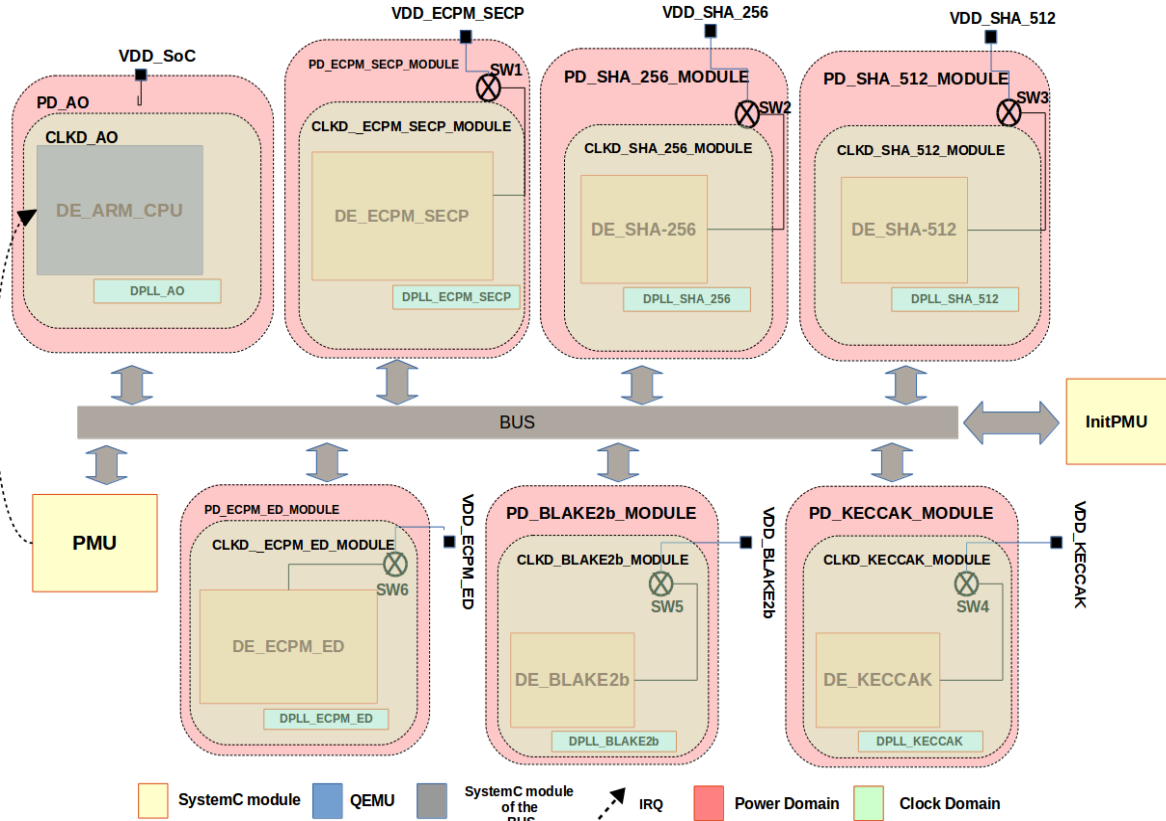 VDD_SoC
VDD_ECPM_SECP
VDD_SHA_256
VDD_SHA_512
PD_AO
CLKD_AO
DE_ARM_CPU
DPLL_AO
PD_ECPM_SECP_MODULE
SW1
CLKD__ECPM_SECP_MODULE
DE_ECPM_SECP
DPLL_ECPM_SECP
PD_SHA_256_MODULE
SW2
CLKD_SHA_256_MODULE
DE_SHA-256
DPLL_SHA_256
PD_SHA_512_MODULE
SW3
CLKD_SHA_512_MODULE
DE_SHA-512
DPLL_SHA_512
BUS
InitPMU
PMU
PD_ECPM_ED_MODULE
CLKD__ECPM_ED_MODULE
SW6
DE_ECPM_ED
DPLL_ECPM_ED
VDD_ECPM_ED
PD_BLAKE2b_MODULE
CLKD_BLAKE2b_MODULE
SW5
DE_BLAKE2b
DPLL_BLAKE2b
VDD_BLAKE2b
PD_KECCAK_MODULE
CLKD_KECCAK_MODULE
SW4
DE_KECCAK
DPLL_KECCAK
VDD_KECCAK
SystemC module
QEMU
SystemC module
of the
BUS
IRQ
Power Domain
Clock Domain